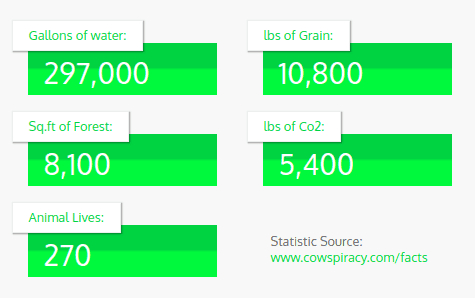 Gallons of water:
297,000
lbs of Grain:
10,800
Sq.ft of Forest:
8,100
lbs of Co2:
5,400
Animal Lives:
270
Statistic Source:
www.cowspiracy.com/facts